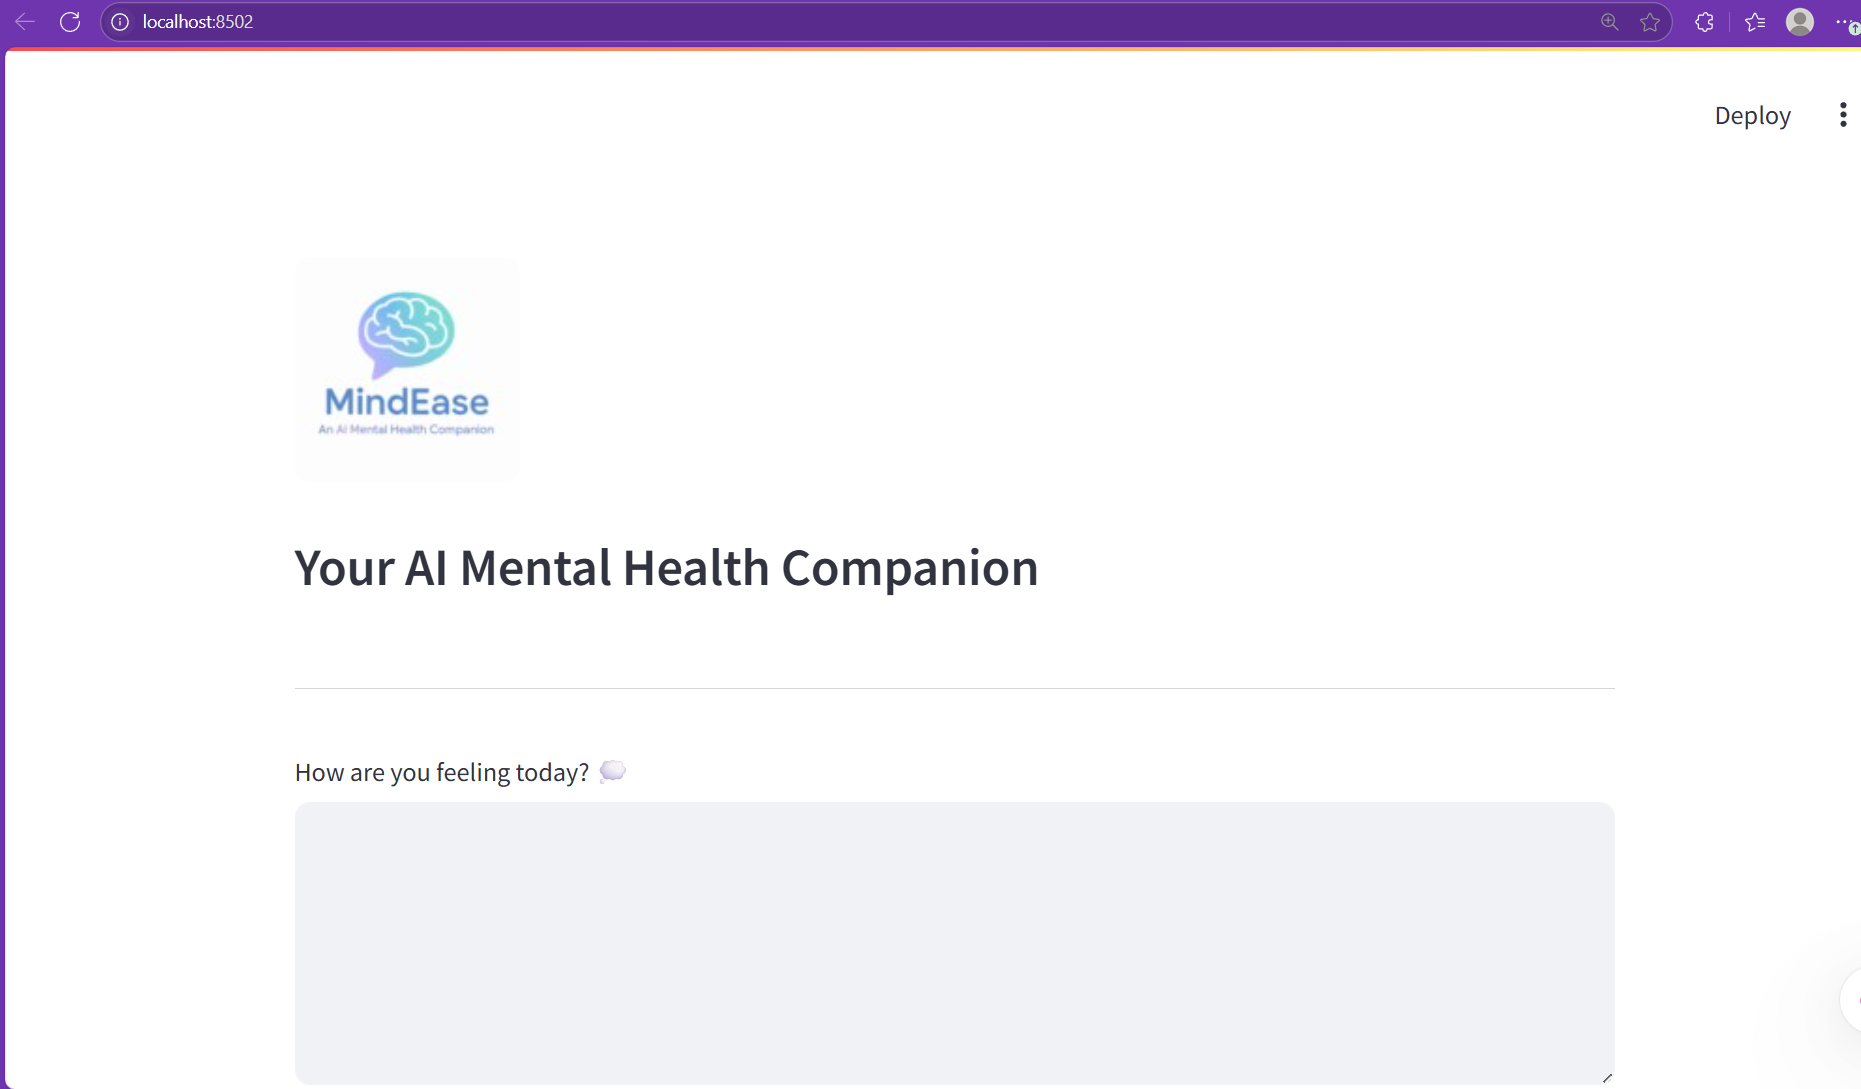 localhost:8502
Deploy
MindEase
An AI Mental Health Companion
Your AI Mental Health Companion
How are you feeling today? 💭